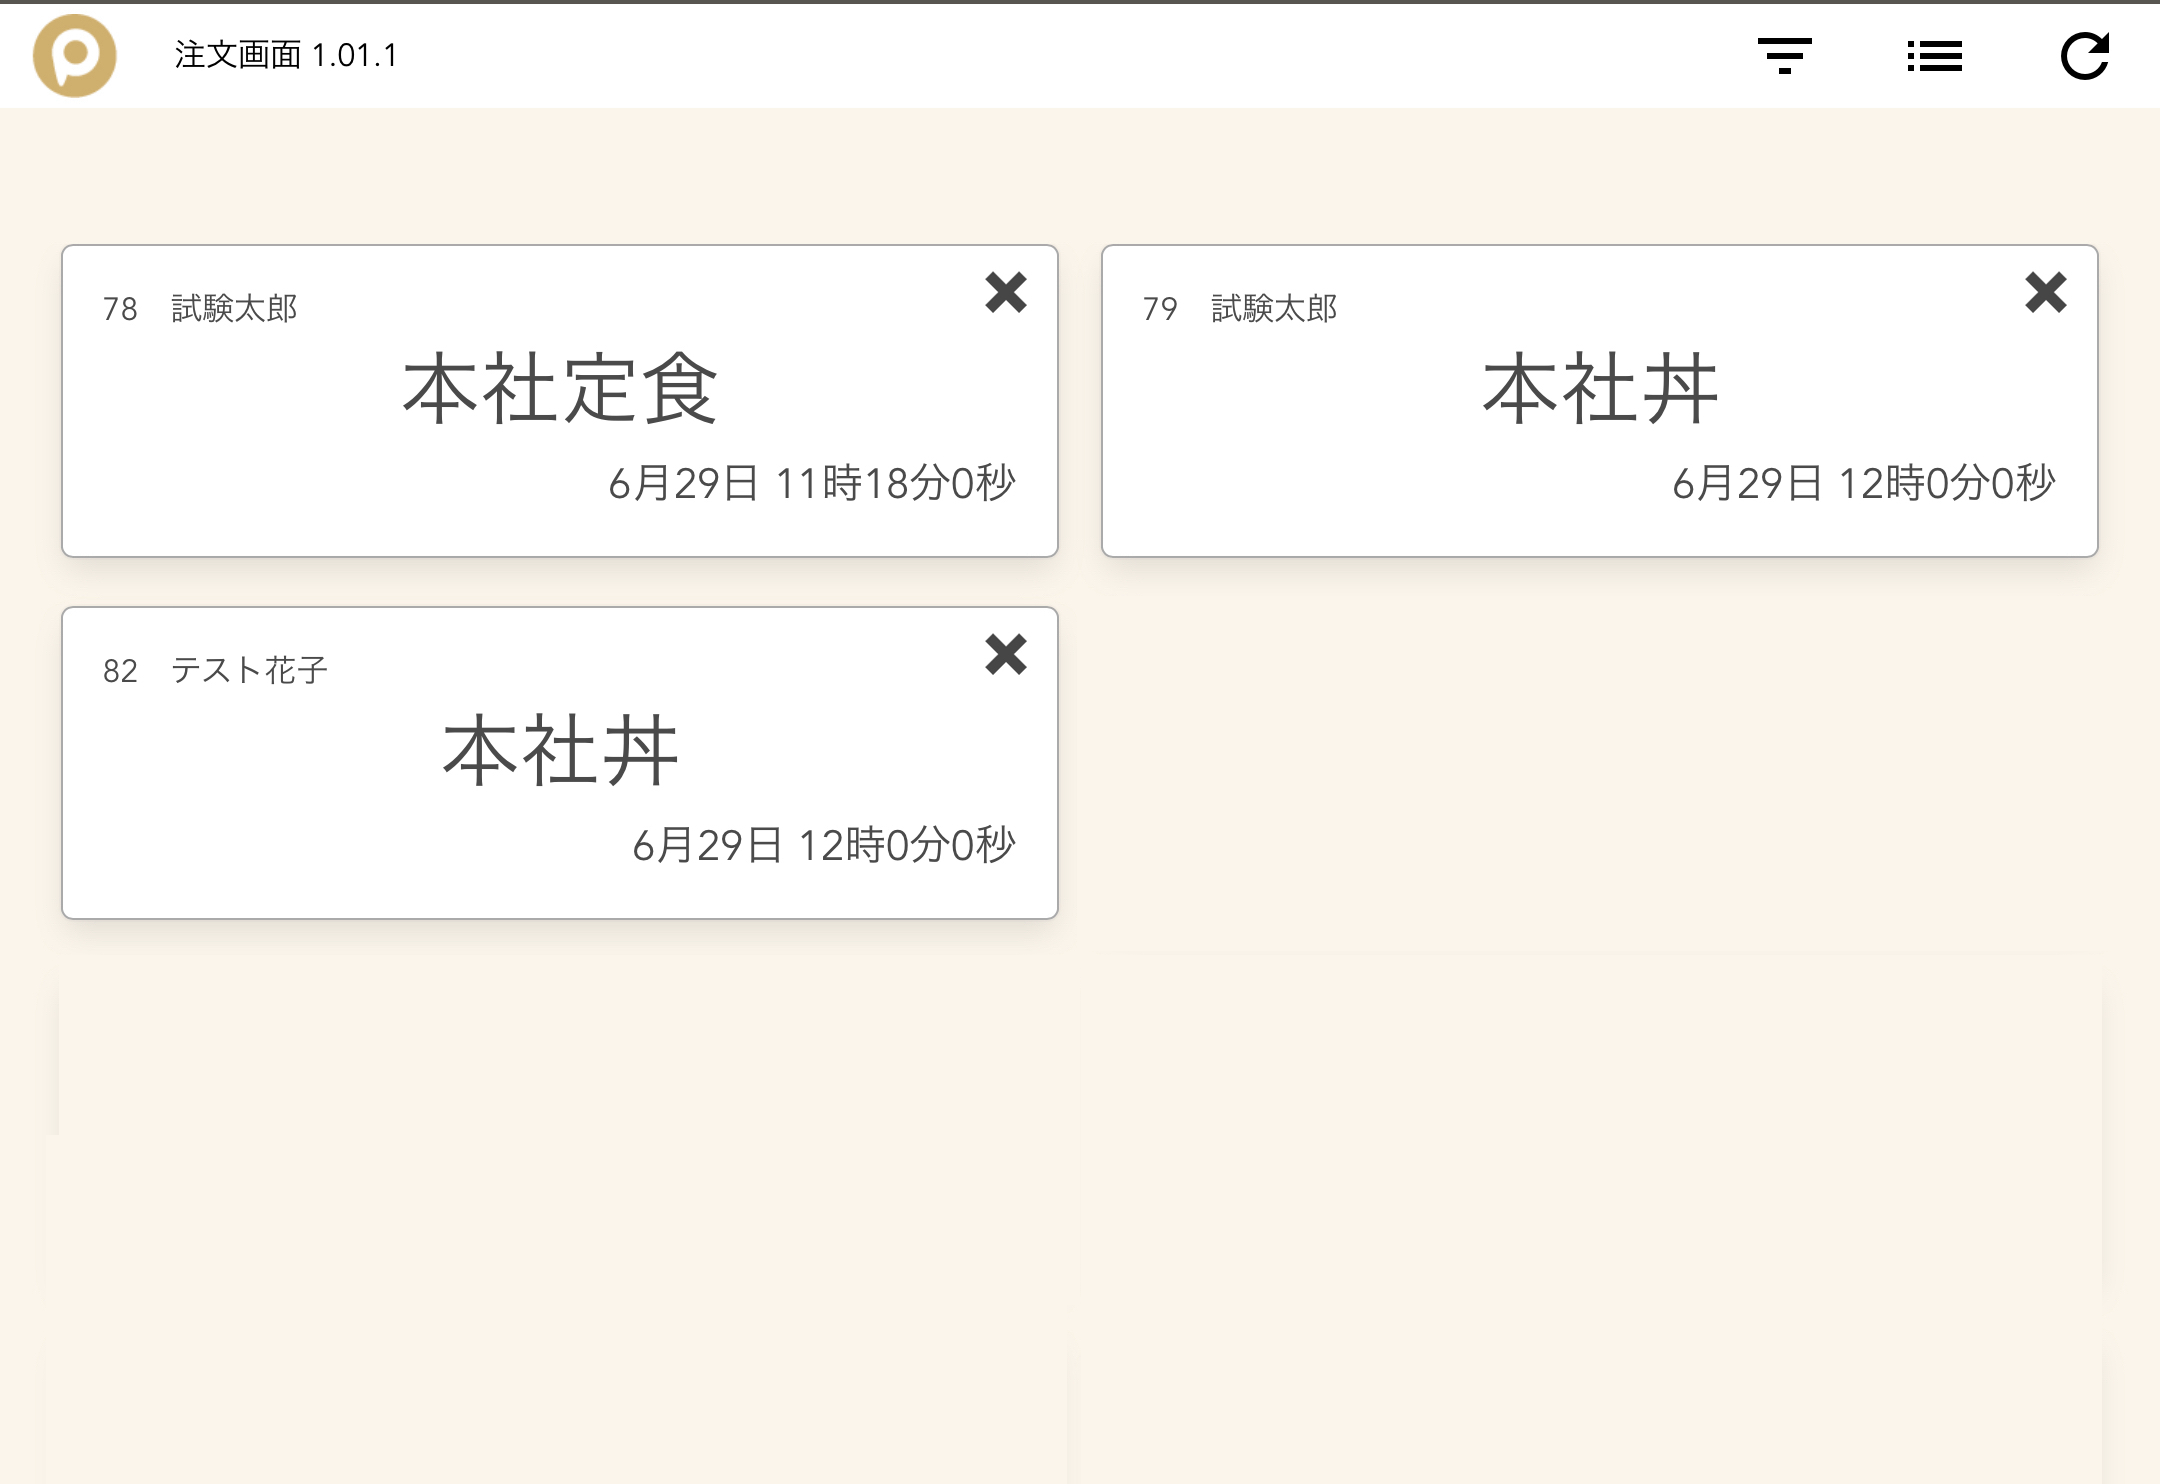 注文画面 1.01.1
78 試験太郎
本社定食
6月29日 11時18分0秒
79 試験太郎
本社丼
6月29日 12時0分0秒
82 テスト花子
本社丼
6月29日 12時0分0秒